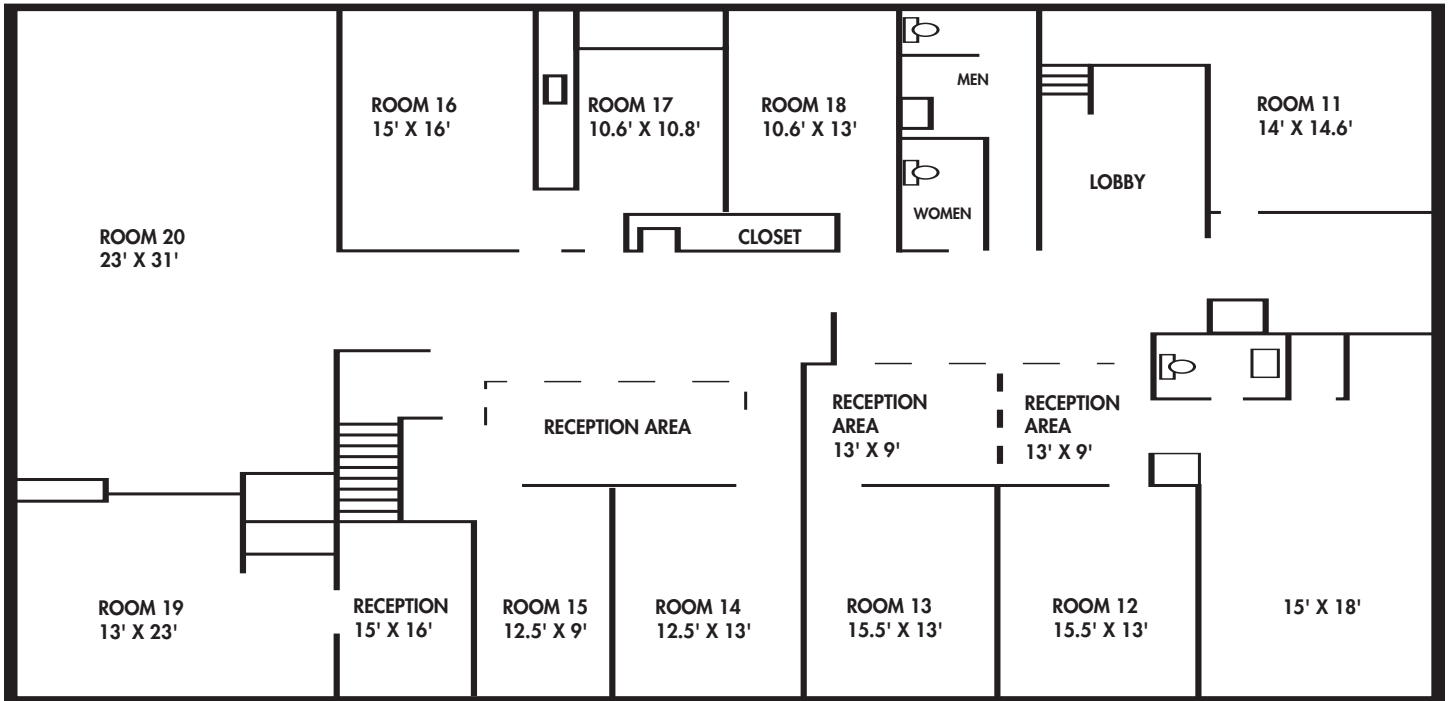 ROOM 16
15' X 16'
ROOM 17
10.6' X 10.8'
ROOM 18
10.6' X 13'
MEN
ROOM 11
14' X 14.6'
LOBBY
WOMEN
CLOSET
ROOM 20
23' X 31'
RECEPTION AREA
RECEPTION
AREA
13' X 9'
RECEPTION
AREA
13' X 9'
ROOM 19
13' X 23'
RECEPTION
15' X 16'
ROOM 15
12.5' X 9'
ROOM 14
12.5' X 13'
ROOM 13
15.5' X 13'
ROOM 12
15.5' X 13'
15' X 18'